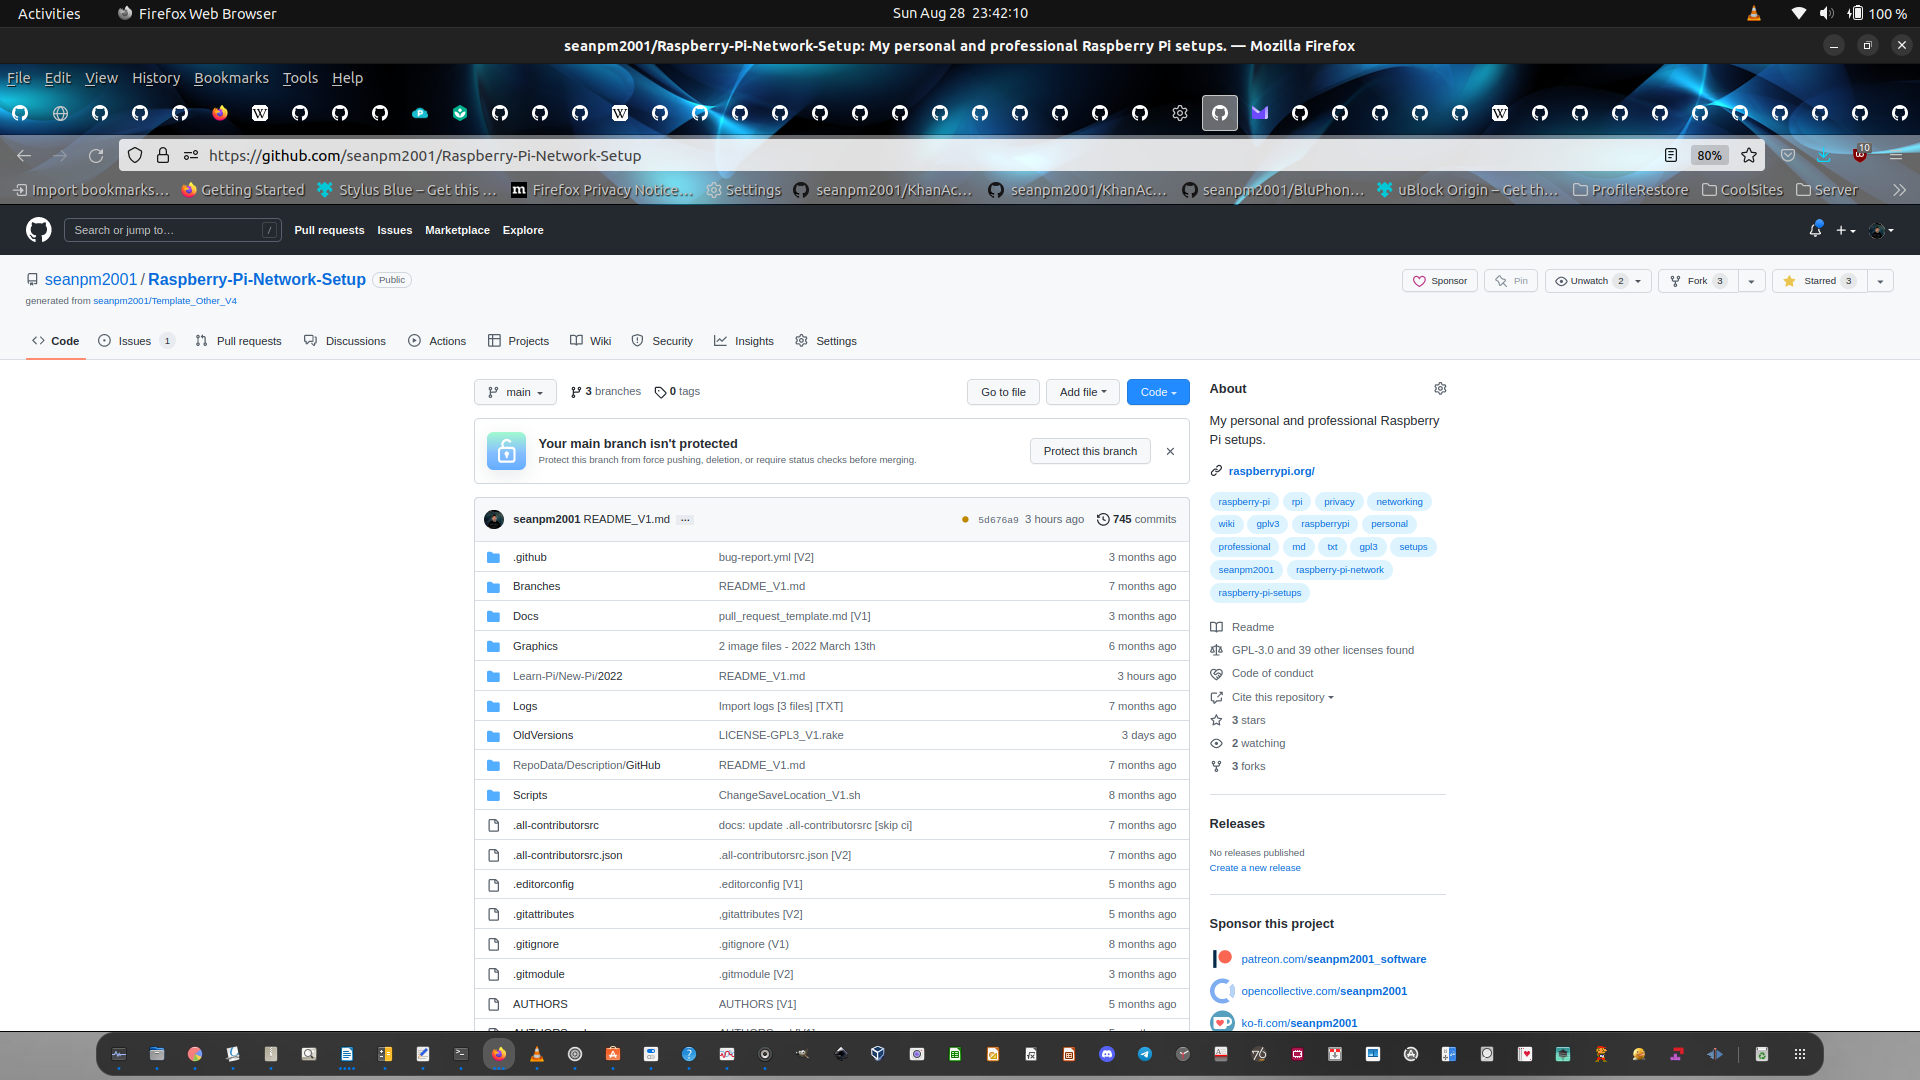 Activities
Firefox Web Browser
Sun Aug 28 23:42:10
100 %
seanpm2001/Raspberry-Pi-Network-Setup: My personal and professional Raspberry Pi setups. — Mozilla Firefox
File Edit View History Bookmarks Tools Help
https://github.com/seanpm2001/Raspberry-Pi-Network-Setup
80%
10
Import bookmarks… Getting Started Stylus Blue – Get this … Firefox Privacy Notice… Settings seanpm2001/KhanAc… seanpm2001/KhanAc… seanpm2001/BluPhon… uBlock Origin – Get th… ProfileRestore CoolSites Server
Search or jump to… / Pull requests Issues Marketplace Explore
seanpm2001 / Raspberry-Pi-Network-Setup Public
Sponsor Pin Unwatch 2 Fork 3 Starred 3
generated from seanpm2001/Template_Other_V4
Code Issues 1 Pull requests Discussions Actions Projects Wiki Security Insights Settings
main 3 branches 0 tags Go to file Add file Code
Your main branch isn't protected
Protect this branch from force pushing, deletion, or require status checks before merging.
Protect this branch
seanpm2001 README_V1.md … 5d676a9 3 hours ago 745 commits
.github bug-report.yml [V2] 3 months ago
Branches README_V1.md 7 months ago
Docs pull_request_template.md [V1] 3 months ago
Graphics 2 image files - 2022 March 13th 6 months ago
Learn-Pi/New-Pi/2022 README_V1.md 3 hours ago
Logs Import logs [3 files] [TXT] 7 months ago
OldVersions LICENSE-GPL3_V1.rake 3 days ago
RepoData/Description/GitHub README_V1.md 7 months ago
Scripts ChangeSaveLocation_V1.sh 8 months ago
.all-contributorsrc docs: update .all-contributorsrc [skip ci] 7 months ago
.all-contributorsrc.json .all-contributorsrc.json [V2] 7 months ago
.editorconfig .editorconfig [V1] 5 months ago
.gitattributes ,gitattributes [V2] 5 months ago
.gitignore .gitignore (V1) 8 months ago
.gitmodule .gitmodule [V2] 3 months ago
AUTHORS AUTHORS [V1] 5 months ago
About
My personal and professional Raspberry
Pi setups.
raspberrypi.org/
raspberry-pi rpi privacy networking
wiki gplv3 raspberrypi personal
professional md txt gpl3 setups
seanpm2001 raspberry-pi-network
raspberry-pi-setups
Readme
GPL-3.0 and 39 other licenses found
Code of conduct
Cite this repository
3 stars
2 watching
3 forks
Releases
No releases published
Create a new release
Sponsor this project
patreon.com/seanpm2001_software
opencollective.com/seanpm2001
ko-fi.com/seanpm2001